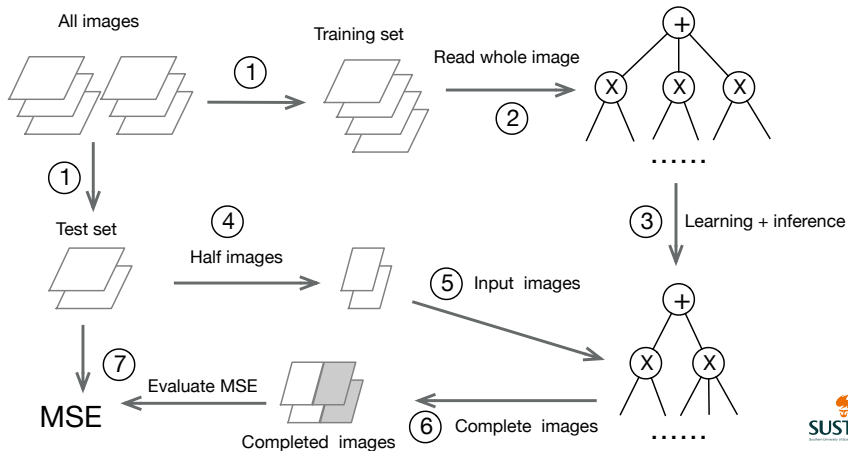 All images
Training set
1
Read whole image
2
+
X X X
......
1
3
Learning + inference
Test set
4
Half images
5
Input images
+
X X
......
7
Evaluate MSE
MSE
Completed images
6
Complete images
SUST